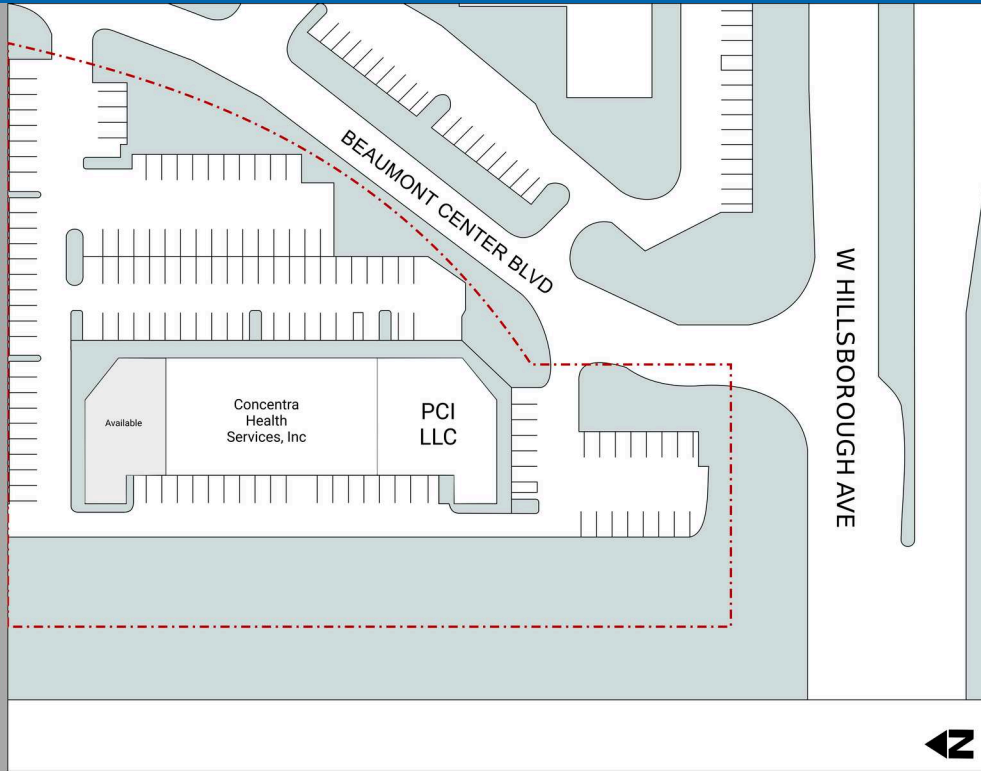 BEAUMONT CENTER BLVD
W HILLSBOROUGH AVE
Available
Concentra
Health
Services, Inc
PCI
LLC
N